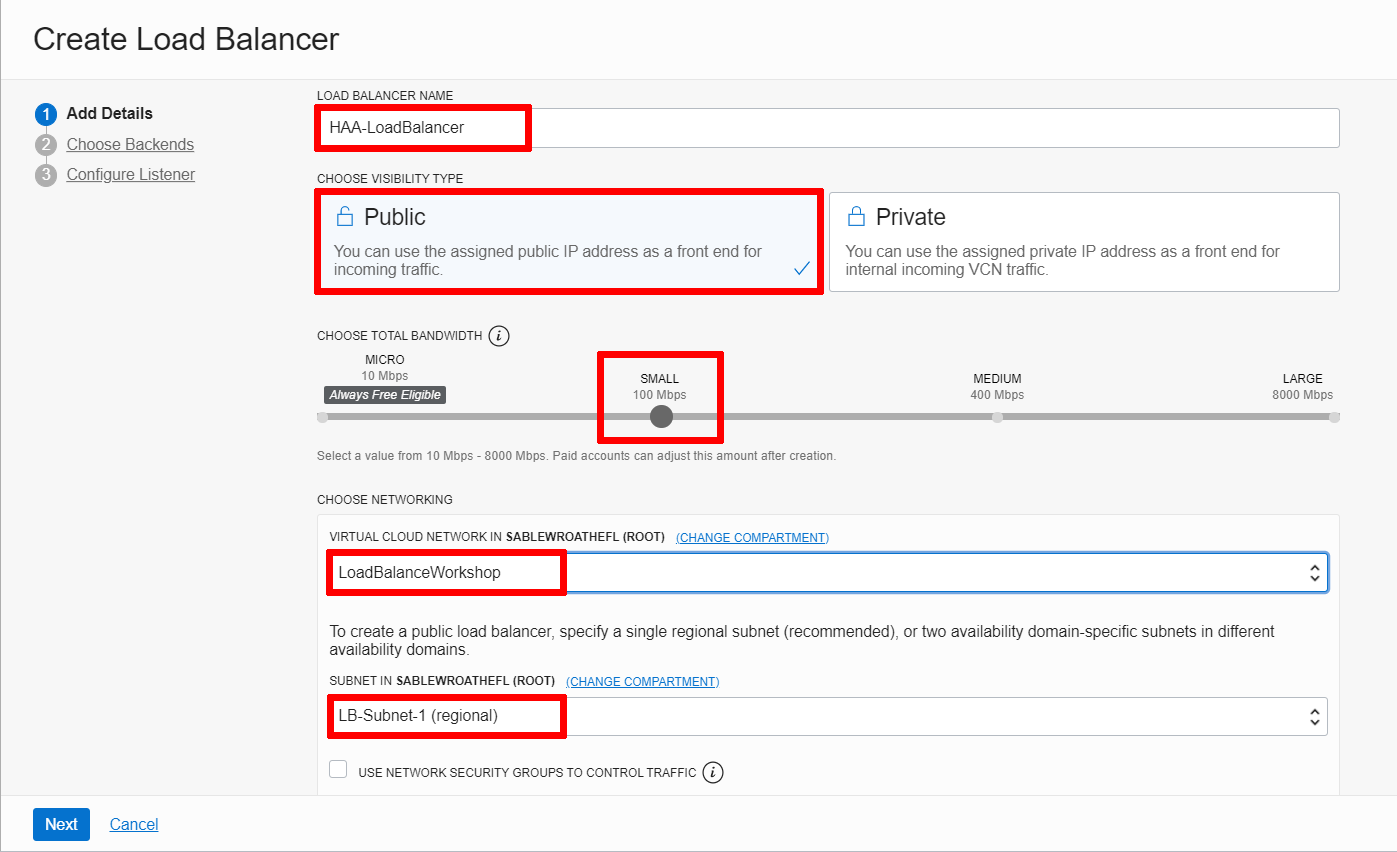 Create Load Balancer
1 Add Details
2 Choose Backends
3 Configure Listener
LOAD BALANCER NAME
HAA-LoadBalancer
CHOOSE VISIBILITY TYPE
Public
You can use the assigned public IP address as a front end for
incoming traffic.
Private
You can use the assigned private IP address as a front end for
internal incoming VCN traffic.
CHOOSE TOTAL BANDWIDTH i
MICRO
10 Mbps
Always Free Eligible
SMALL
100 Mbps
MEDIUM
400 Mbps
LARGE
8000 Mbps
Select a value from 10 Mbps - 8000 Mbps. Paid accounts can adjust this amount after creation.
CHOOSE NETWORKING
VIRTUAL CLOUD NETWORK IN SABLEWROATHEFL (ROOT) (CHANGE COMPARTMENT)
LoadBalanceWorkshop
To create a public load balancer, specify a single regional subnet (recommended), or two availability domain-specific subnets in different
availability domains.
SUBNET IN SABLEWROATHEFL (ROOT) (CHANGE COMPARTMENT)
LB-Subnet-1 (regional)
USE NETWORK SECURITY GROUPS TO CONTROL TRAFFIC i
Next Cancel